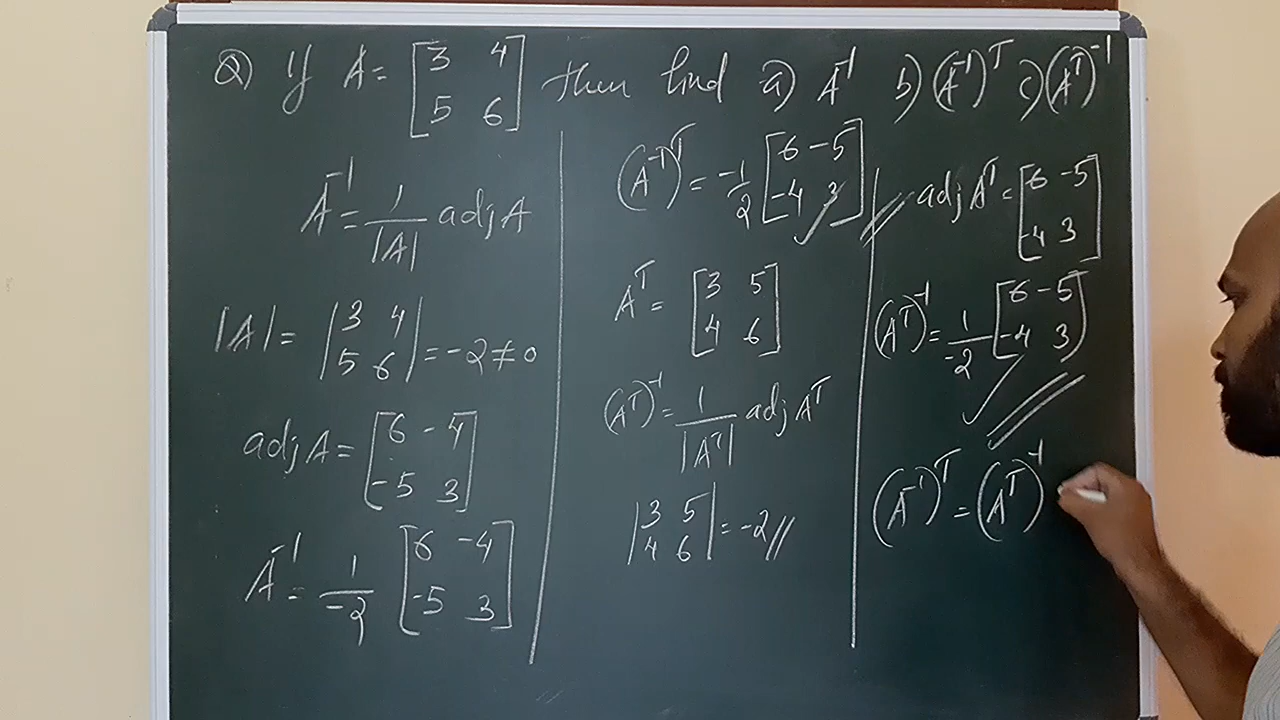 Q) If A = [3 4
5 6] then find a) A⁻¹ b) (A⁻¹)ᵀ c) (Aᵀ)⁻¹
A⁻¹ = 1/|A| adj A
|A| = |3 4
5 6| = -2 ≠ 0
adj A = [6 -4
-5 3]
A⁻¹ = 1/-2 [6 -4
-5 3]
(A⁻¹)ᵀ = -1/2 [6 -5
-4 3]
Aᵀ = [3 5
4 6]
(Aᵀ)⁻¹ = 1/|Aᵀ| adj Aᵀ
|3 5
4 6| = -2//
adj Aᵀ = [6 -5
-4 3]
(Aᵀ)⁻¹ = 1/-2 [6 -5
-4 3]
(A⁻¹)ᵀ = (Aᵀ)⁻¹